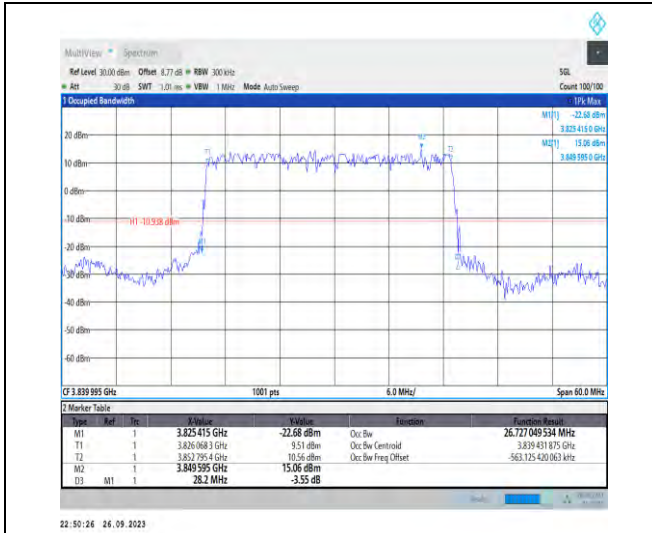 MultiView Spectrum
Ref Level 30.00 dBm Offset 8.77 dB RBW 300 kHz SGL
Att 30 dB SWT 1.01 ms VBW 1 MHz Mode Auto Sweep Count 100/100
1 Occupied Bandwidth 1Pk Max
M1[1] -22.68 dBm
3.825 415 0 GHz
M2[1] 15.06 dBm
3.849 595 0 GHz
20 dBm
M2
T1 T2
10 dBm
0 dBm
-10 dBm
H1 -10.938 dBm
-20 dBm
-40 dBm
-50 dBm
-60 dBm
CF 3.839 995 GHz 1001 pts 6.0 MHz/ Span 60.0 MHz
2 Marker Table
Type Ref Trc X-Value Y-Value Function Function Result
M1 1 3.825 415 GHz -22.68 dBm Occ Bw 26.727 049 534 MHz
T1 1 3.826 068 3 GHz 9.51 dBm Occ Bw Centroid 3.839 431 875 GHz
T2 1 3.852 795 4 GHz 10.56 dBm Occ Bw Freq Offset -563.125 420 063 kHz
M2 1 3.849 595 GHz 15.06 dBm
D3 M1 1 28.2 MHz -3.55 dB
22:50:26 26.09.2023